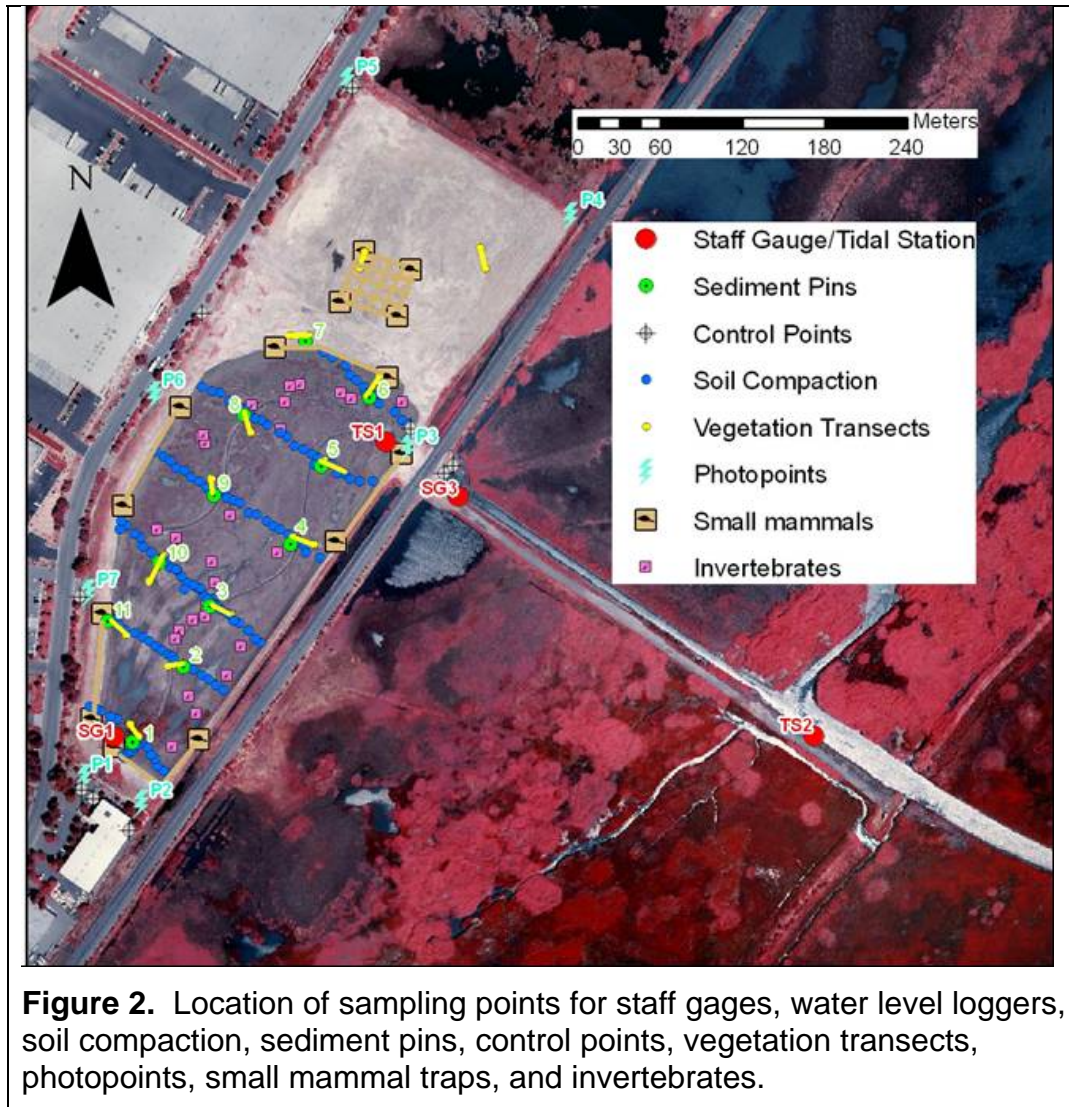 P5
Meters
0 30 60 120 180 240
N
P4
Staff Gauge/Tidal Station
Sediment Pins
Control Points
Soil Compaction
Vegetation Transects
Photopoints
Small mammals
Invertebrates
7
P6
6
8
TS1
P3
5
SG3
9
4
10
P7
3
11
2
SG1
1
TS2
P1
P2
Figure 2. Location of sampling points for staff gages, water level loggers,
soil compaction, sediment pins, control points, vegetation transects,
photopoints, small mammal traps, and invertebrates.